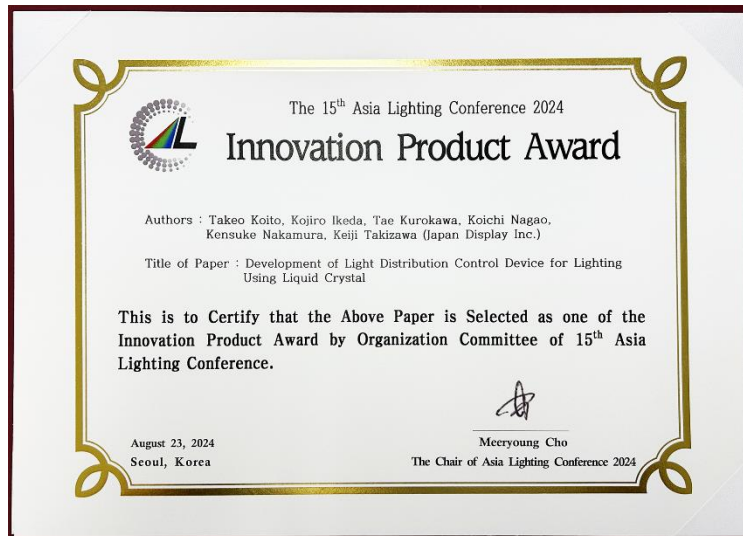 The 15th Asia Lighting Conference 2024
Innovation Product Award
Authors : Takeo Koito, Kojiro Ikeda, Tae Kurokawa, Koichi Nagao,
Kensuke Nakamura, Keiji Takizawa (Japan Display Inc.)
Title of Paper : Development of Light Distribution Control Device for Lighting
Using Liquid Crystal
This is to Certify that the Above Paper is Selected as one of the
Innovation Product Award by Organization Committee of 15th Asia
Lighting Conference.
August 23, 2024
Seoul, Korea
Meeryoung Cho
The Chair of Asia Lighting Conference 2024